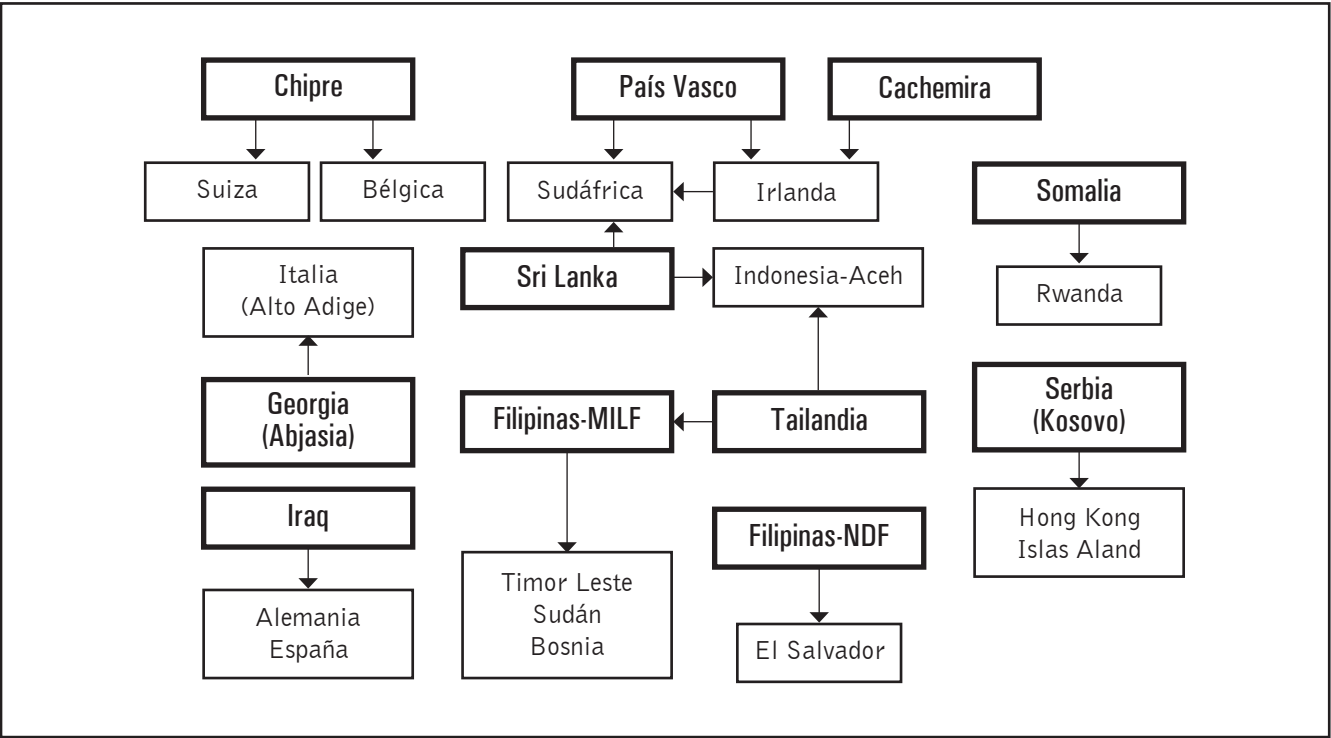 Chipre
País Vasco
Cachemira
Suiza
Bélgica
Sudáfrica
Irlanda
Somalia
Sri Lanka
Indonesia-Aceh
Italia
(Alto Adige)
Rwanda
Georgia
(Abjasia)
Filipinas-MILF
Tailandia
Serbia
(Kosovo)
Iraq
Filipinas-NDF
Hong Kong
Islas Aland
Timor Leste
Sudán
Bosnia
Alemania
España
El Salvador